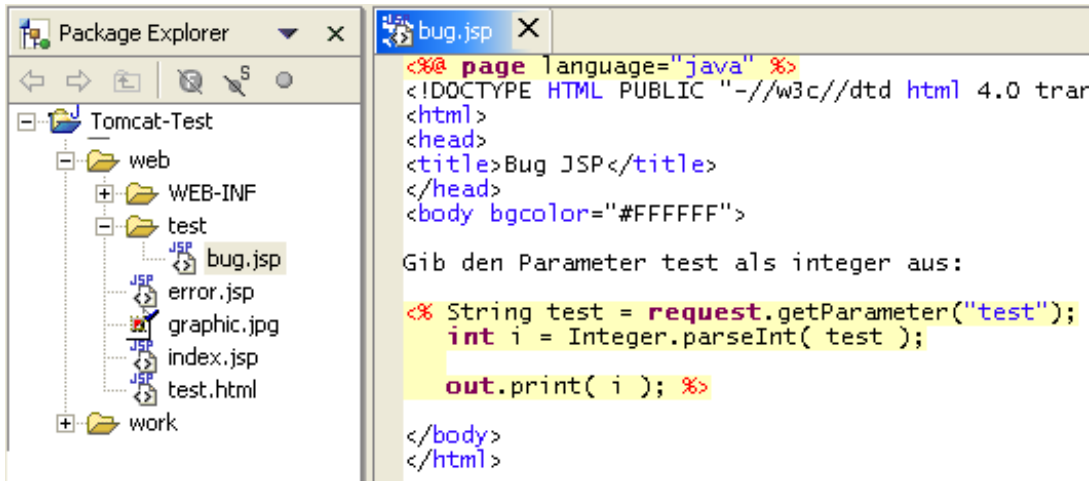 Package Explorer
Tomcat-Test
web
WEB-INF
test
bug.jsp
error.jsp
graphic.jpg
index.jsp
test.html
work
bug.jsp
<%@ page language="java" %>
<!DOCTYPE HTML PUBLIC "-//w3c//dtd html 4.0 tran
<html>
<head>
<title>Bug JSP</title>
</head>
<body bgcolor="#FFFFFF">
Gib den Parameter test als integer aus:
<% String test = request.getParameter("test");
int i = Integer.parseInt( test );
out.print( i ); %>
</body>
</html>